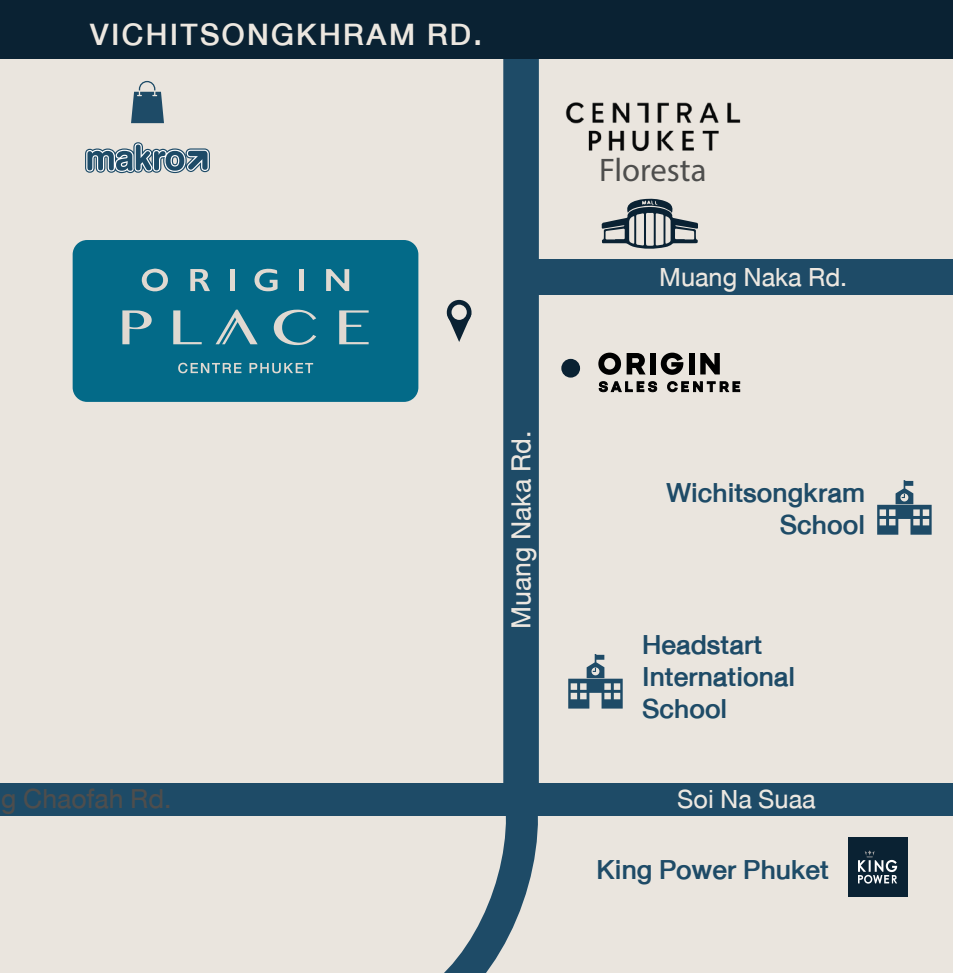 VICHITSONGKHRAM RD.
makro
CENTRAL
PHUKET
Floresta
MALL
Muang Naka Rd.
ORIGIN
PLACE
CENTRE PHUKET
ORIGIN
SALES CENTRE
Muang Naka Rd.
Wichitsongkram
School
Headstart
International
School
g Chaofah Rd.
Soi Na Suaa
King Power Phuket
KING
POWER